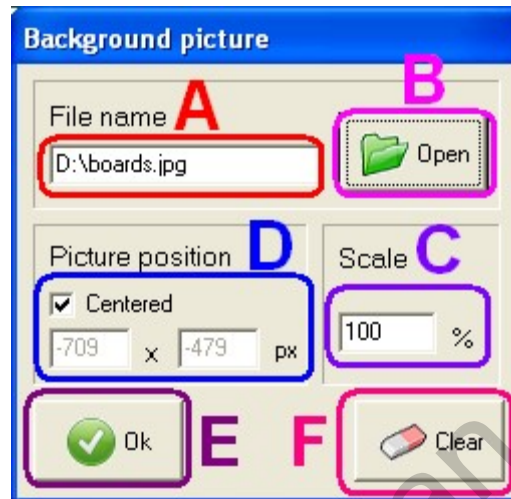 Background picture
File name A
B
D:\boards.jpg
Open
Picture position D
Scale C
Centered
-709 x -479 px
100 %
Ok E
F Clear